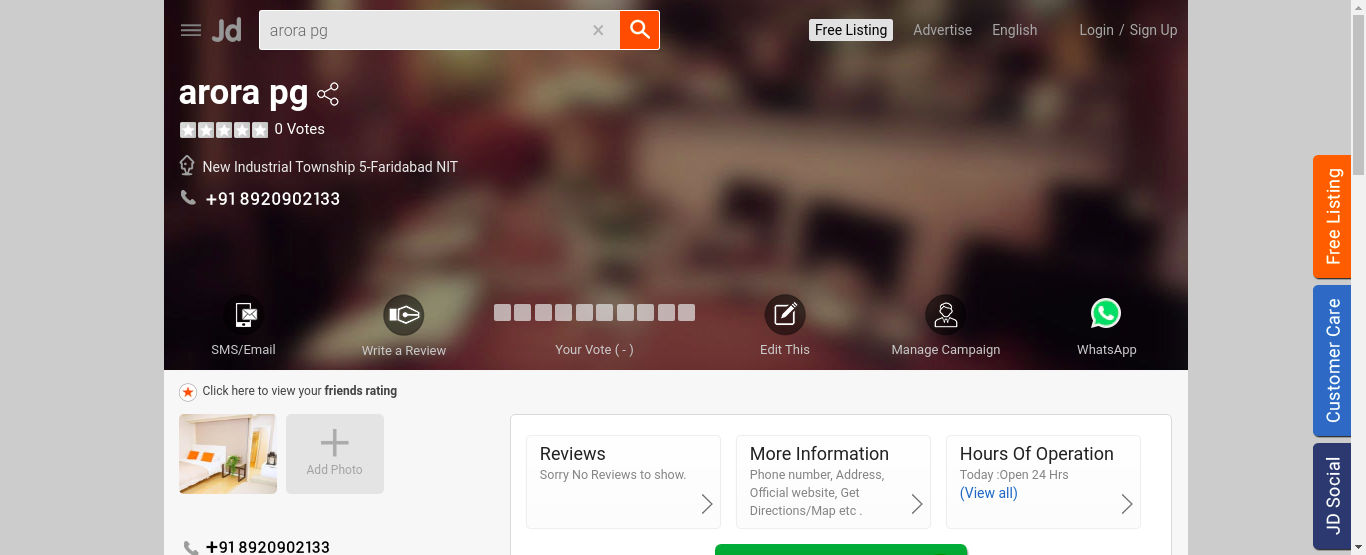 Jd
arora pg
Free Listing
Advertise
English
Login / Sign Up
arora pg
0 Votes
New Industrial Township 5-Faridabad NIT
+91 8920902133
SMS/Email
Write a Review
Your Vote ( - )
Edit This
Manage Campaign
WhatsApp
Click here to view your friends rating
Add Photo
+91 8920902133
Reviews
Sorry No Reviews to show.
More Information
Phone number, Address,
Official website, Get
Directions/Map etc .
Hours Of Operation
Today :Open 24 Hrs
(View all)
Free Listing
Customer Care
JD Social